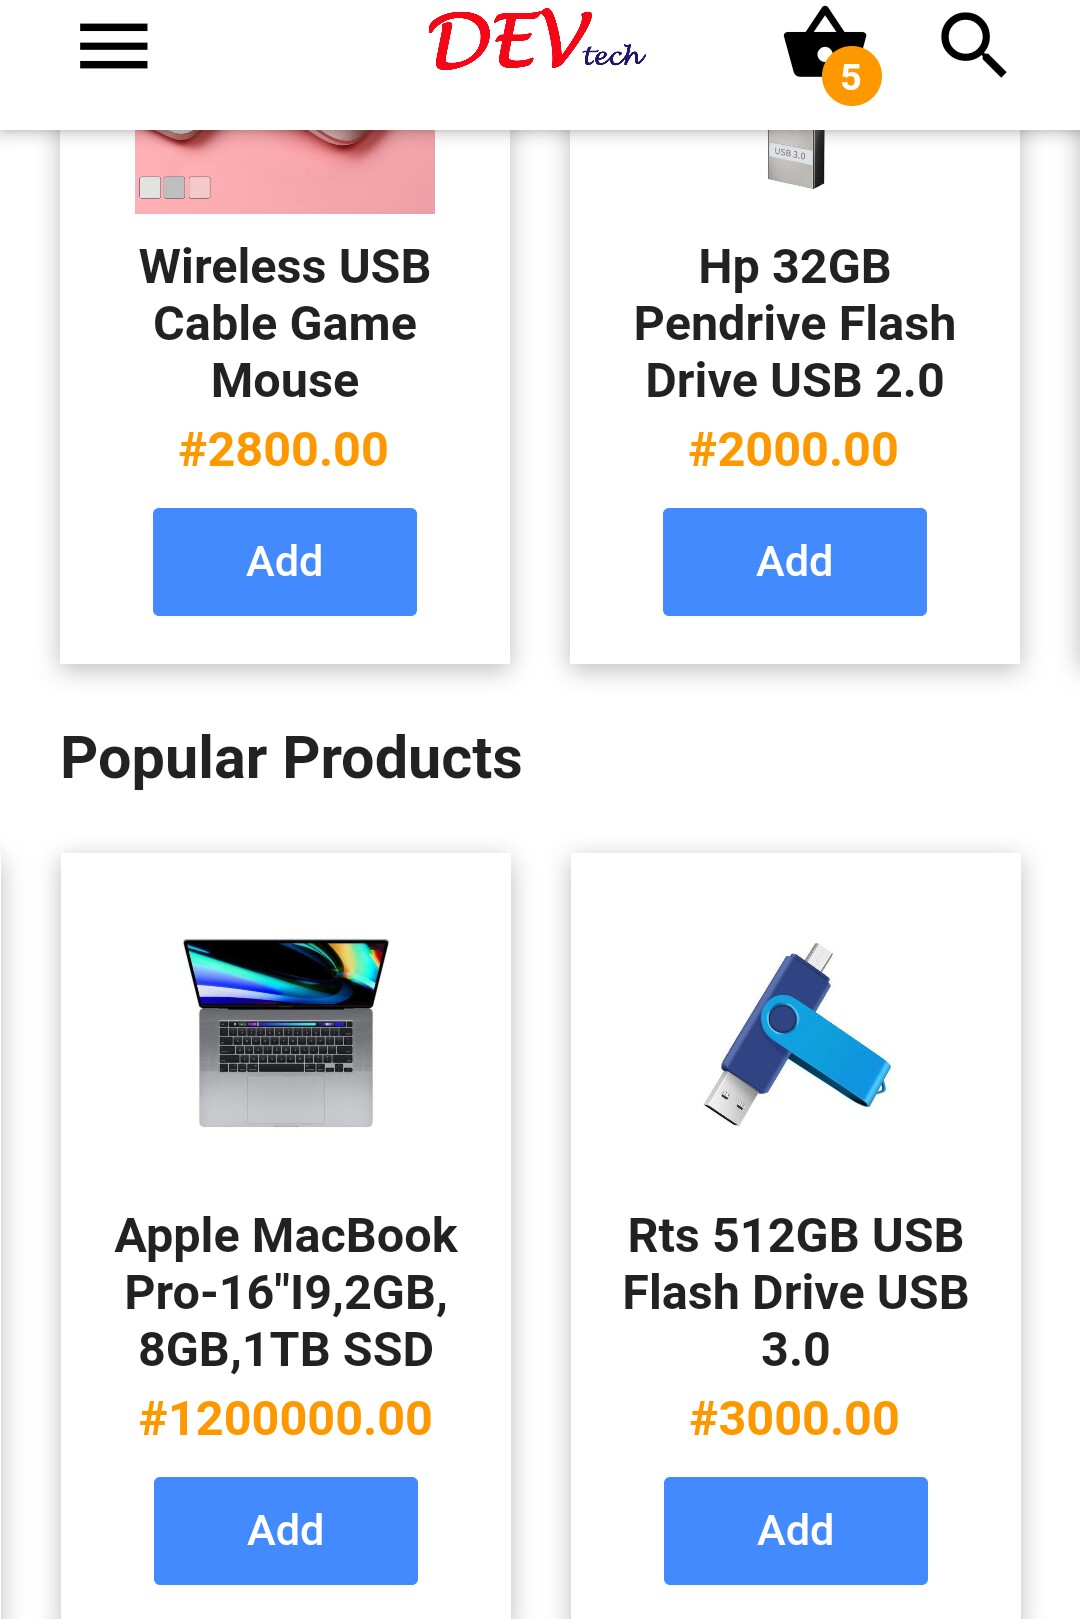 DEVtech
5
USB 3.0
Wireless USB
Cable Game
Mouse
#2800.00
Add
Hp 32GB
Pendrive Flash
Drive USB 2.0
#2000.00
Add
Popular Products
Apple MacBook
Pro-16"I9,2GB,
8GB,1TB SSD
#1200000.00
Add
Rts 512GB USB
Flash Drive USB
3.0
#3000.00
Add